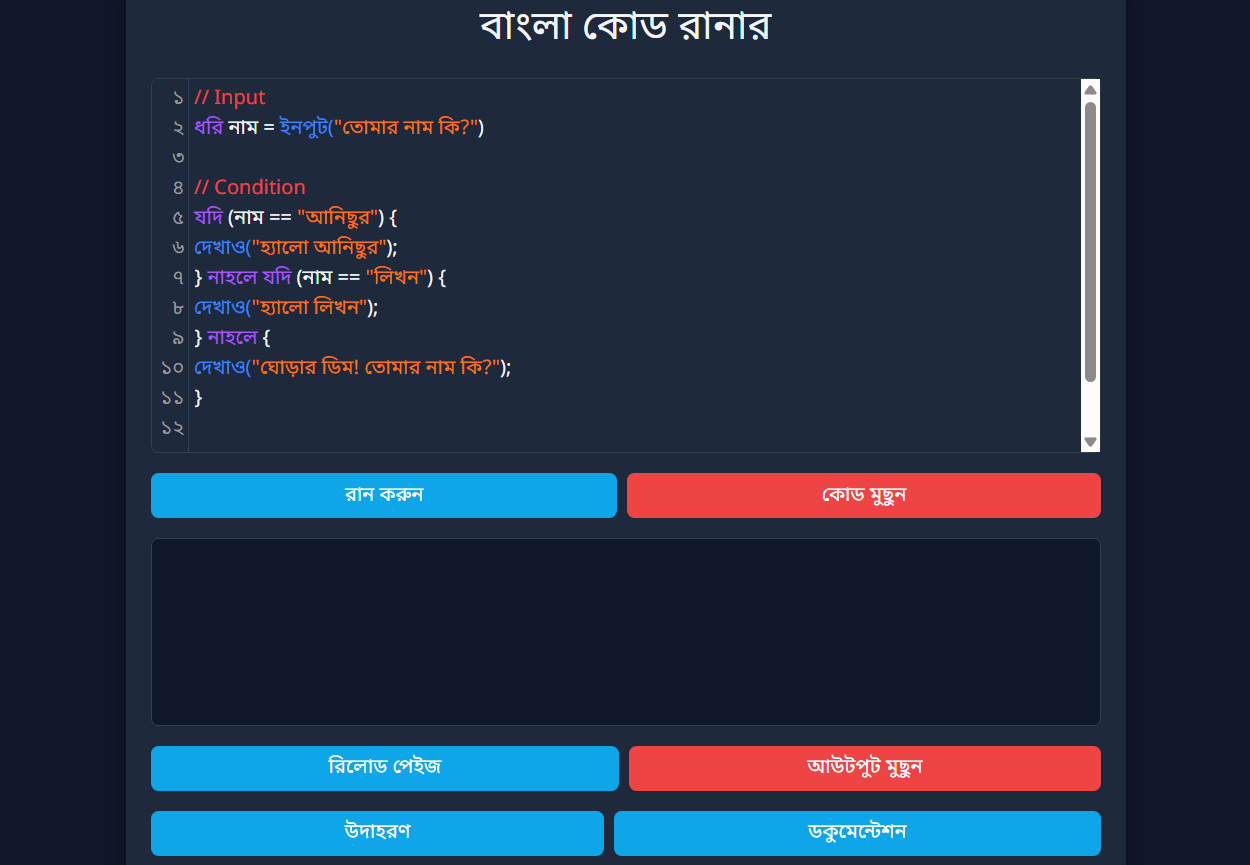 বাংলা কোড রানার
১ // Input
২ ধরি নাম = ইনপুট("তোমার নাম কি?")
৩
৪ // Condition
৫ যদি (নাম == "আনিছুর") {
৬ দেখাও("হ্যালো আনিছুর");
৭ } নাহলে যদি (নাম == "লিখন") {
৮ দেখাও("হ্যালো লিখন");
৯ } নাহলে {
১০ দেখাও("ঘোড়ার ডিম! তোমার নাম কি?");
১১ }
১২
রান করুন কোড মুছুন
রিলোড পেইজ আউটপুট মুছুন
উদাহরণ ডকুমেন্টেশন